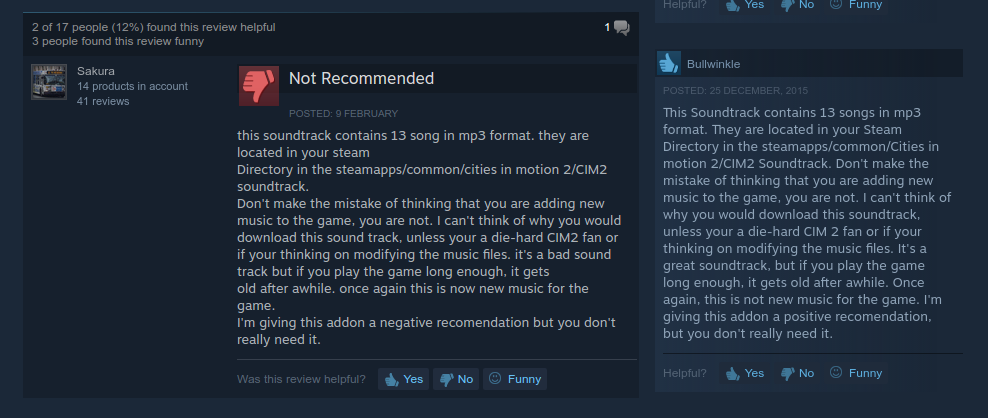 2 of 17 people (12%) found this review helpful
3 people found this review funny
1
Sakura
14 products in account
41 reviews
Not Recommended
POSTED: 9 FEBRUARY
this soundtrack contains 13 song in mp3 format. they are
located in your steam
Directory in the steamapps/common/cities in motion 2/CIM2
soundtrack.
Don't make the mistake of thinking that you are adding new
music to the game, you are not. I can't think of why you would
download this sound track, unless your a die-hard CIM2 fan or
if your thinking on modifying the music files. it's a bad sound
track but if you play the game long enough, it gets
old after awhile. once again this is now new music for the
game.
I'm giving this addon a negative recomendation but you don't
really need it.
Was this review helpful? Yes No Funny
Helpful? Yes No Funny
Bullwinkle
POSTED: 25 DECEMBER, 2015
This Soundtrack contains 13 songs in mp3
format. They are located in your Steam
Directory in the steamapps/common/Cities in
motion 2/CIM2 Soundtrack. Don't make the
mistake of thinking that you are adding new
music to the game, you are not. I can't think of
why you would download this soundtrack,
unless your a die-hard CIM 2 fan or if your
thinking on modifying the music files. It's a
great soundtrack, but if you play the game
long enough, it gets old after awhile. Once
again, this is not new music for the game. I'm
giving this addon a positive recomendation,
but you don't really need it.
Helpful? Yes No Funny